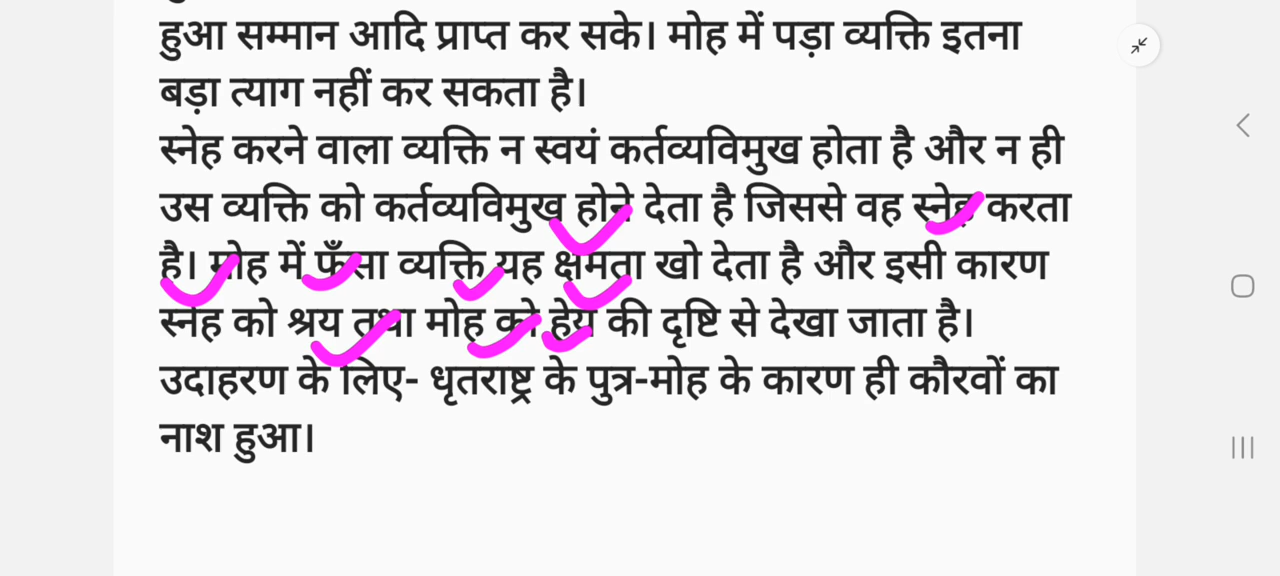 हुआ सम्मान आदि प्राप्त कर सके। मोह में पड़ा व्यक्ति इतना
बड़ा त्याग नहीं कर सकता है।
स्नेह करने वाला व्यक्ति न स्वयं कर्तव्यविमुख होता है और न ही
उस व्यक्ति को कर्तव्यविमुख होने देता है जिससे वह स्नेह करता
है। मोह में फँसा व्यक्ति यह क्षमता खो देता है और इसी कारण
स्नेह को श्रय तथा मोह को हेय की दृष्टि से देखा जाता है।
उदाहरण के लिए- धृतराष्ट्र के पुत्र-मोह के कारण ही कौरवों का
नाश हुआ।